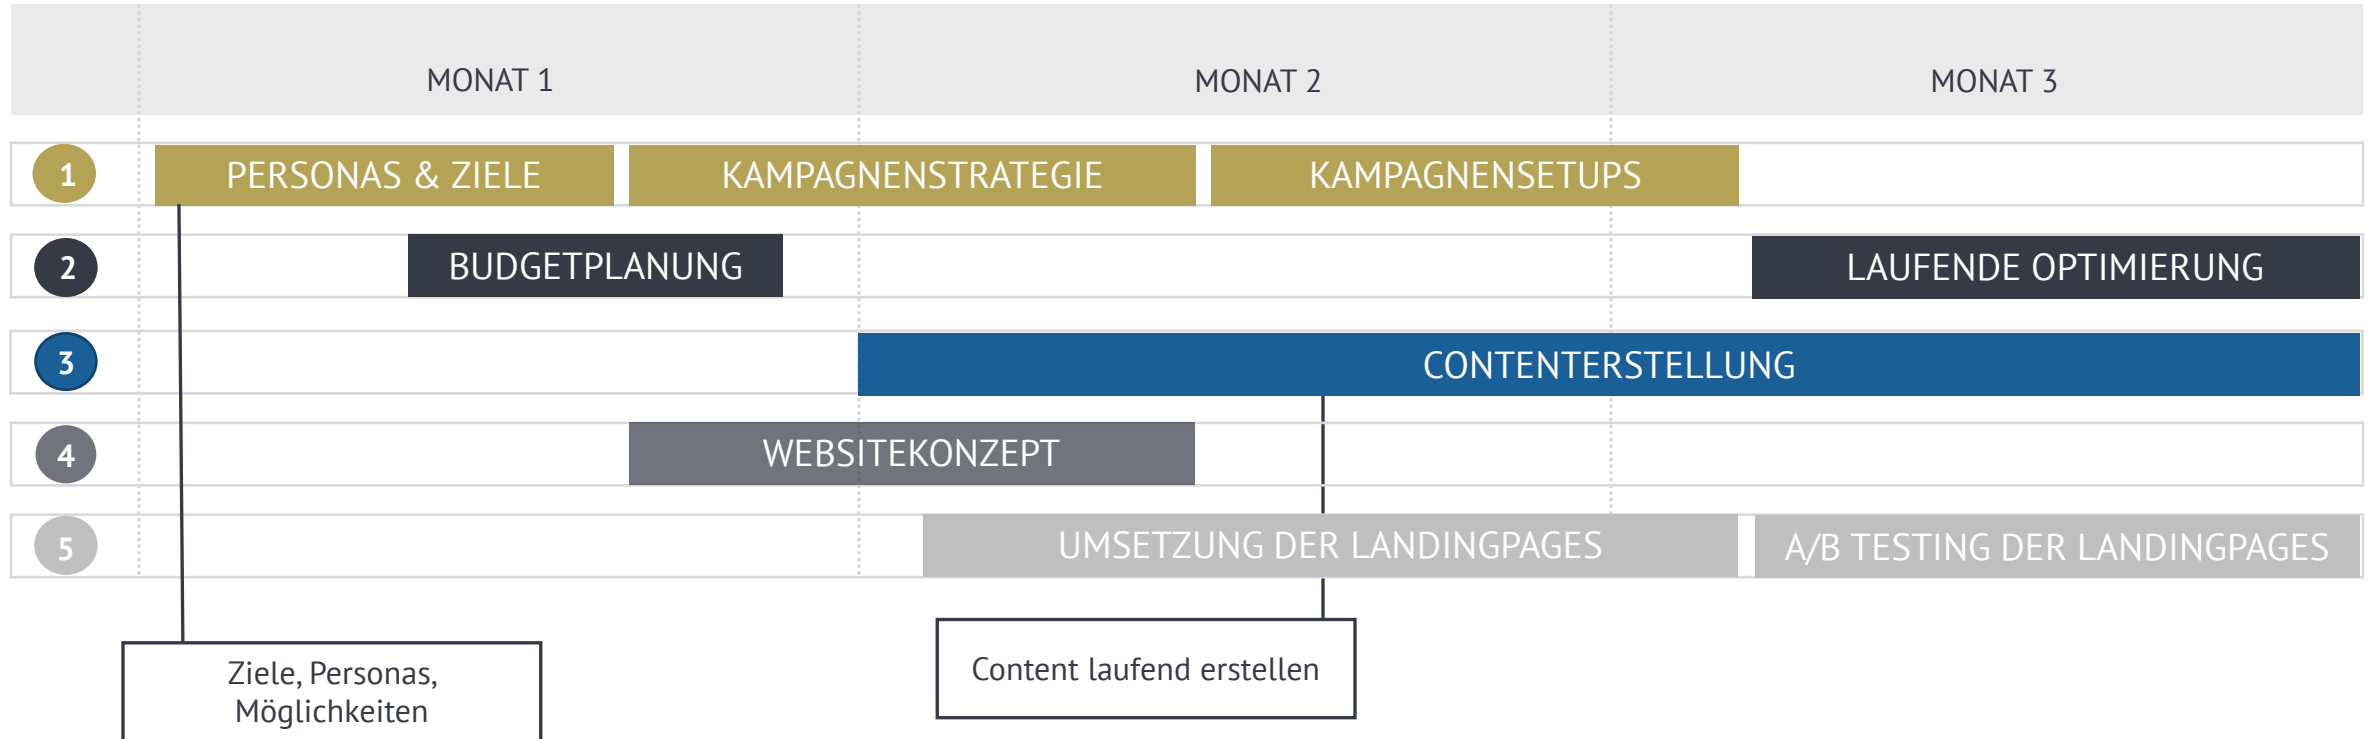 MONAT 1
MONAT 2
MONAT 3
1
PERSONAS & ZIELE
KAMPAGNENSTRATEGIE
KAMPAGNENSETUPS
2
BUDGETPLANUNG
LAUFENDE OPTIMIERUNG
3
CONTENTERSTELLUNG
4
WEBSITEKONZEPT
5
UMSETZUNG DER LANDINGPAGES
A/B TESTING DER LANDINGPAGES
Ziele, Personas,
Möglichkeiten
Content laufend erstellen